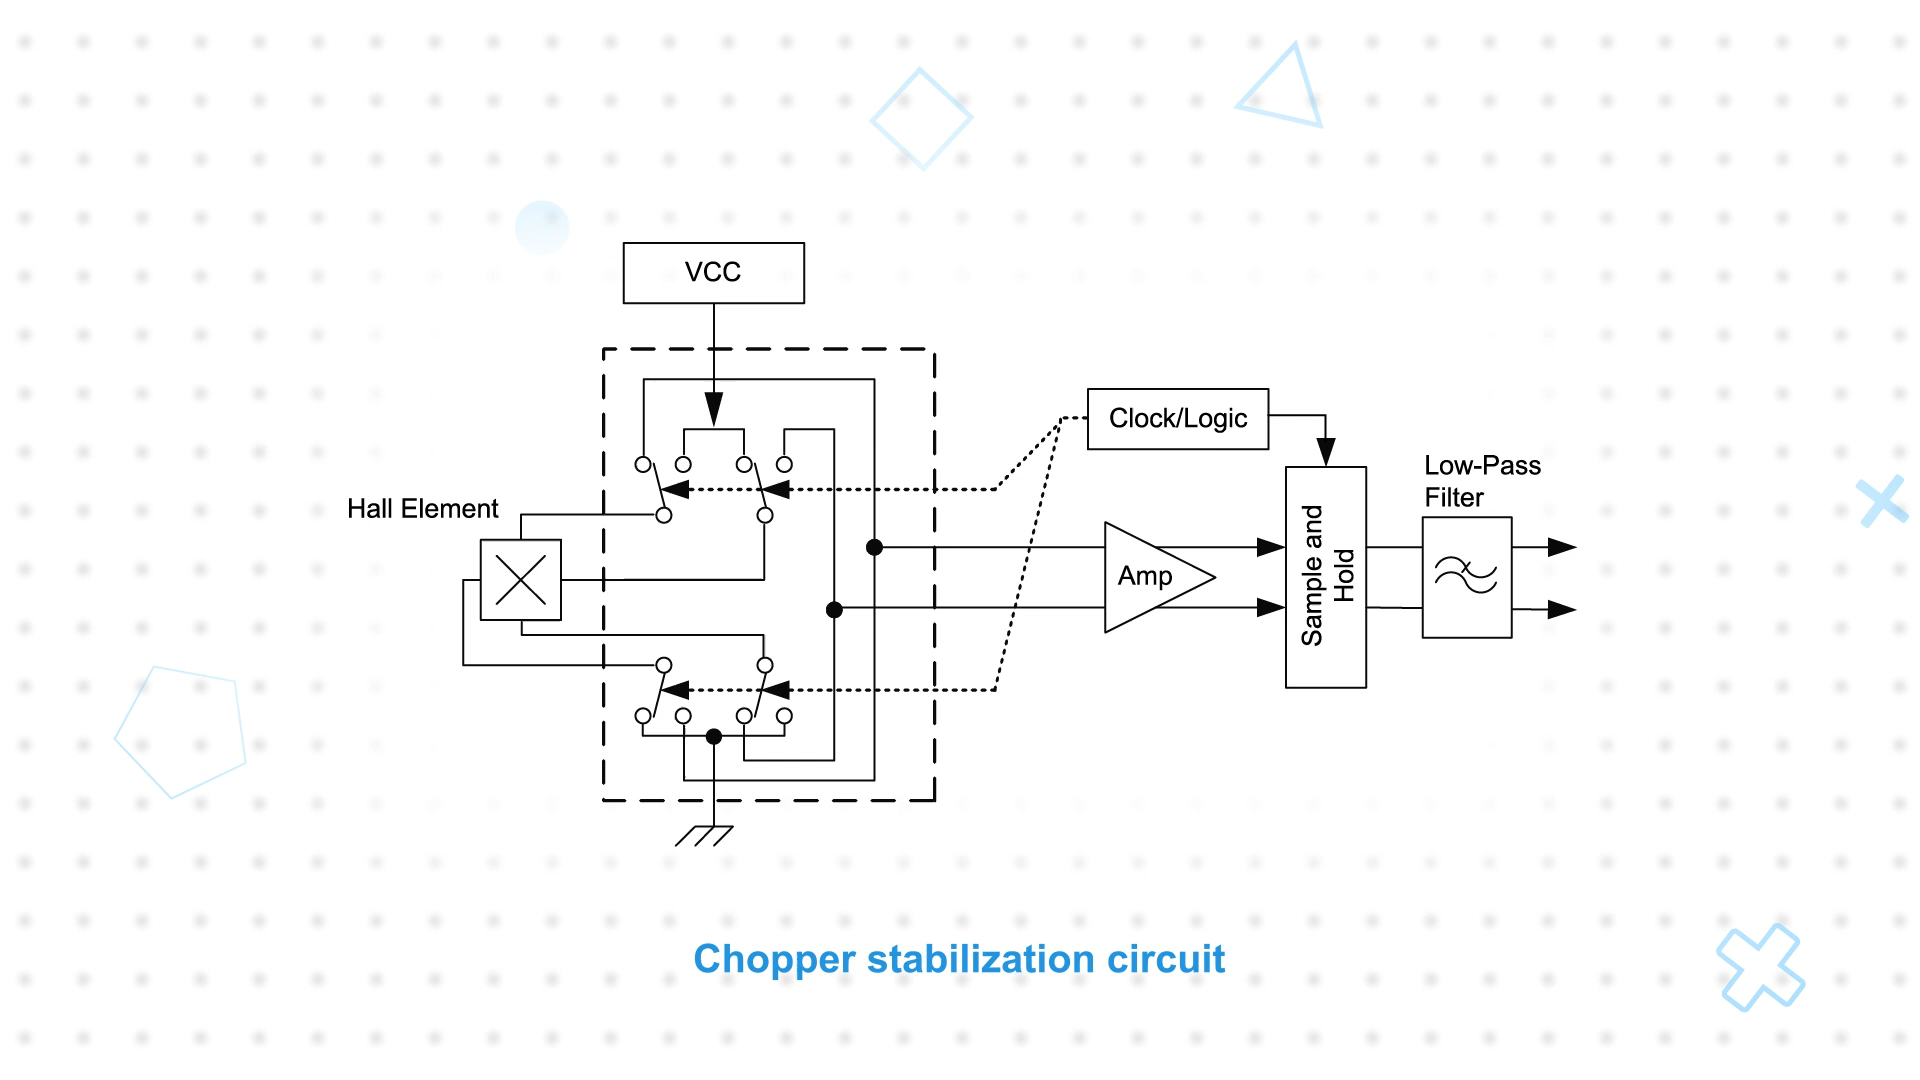 VCC
Clock/Logic
Low-Pass
Filter
Hall Element
Sample and
Hold
Amp
Chopper stabilization circuit